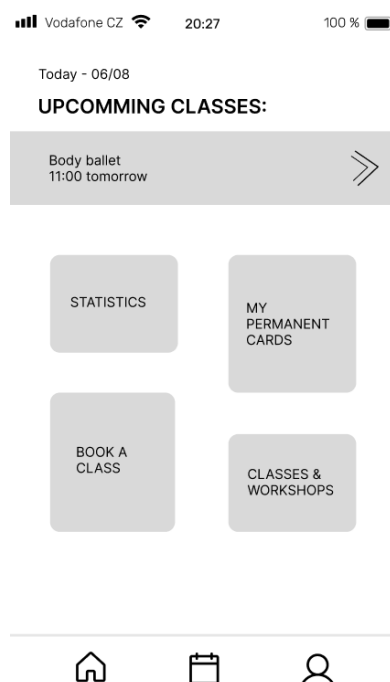 Vodafone CZ 20:27 100 %
Today - 06/08
UPCOMMING CLASSES:
Body ballet
11:00 tomorrow
STATISTICS
MY
PERMANENT
CARDS
BOOK A
CLASS
CLASSES &
WORKSHOPS